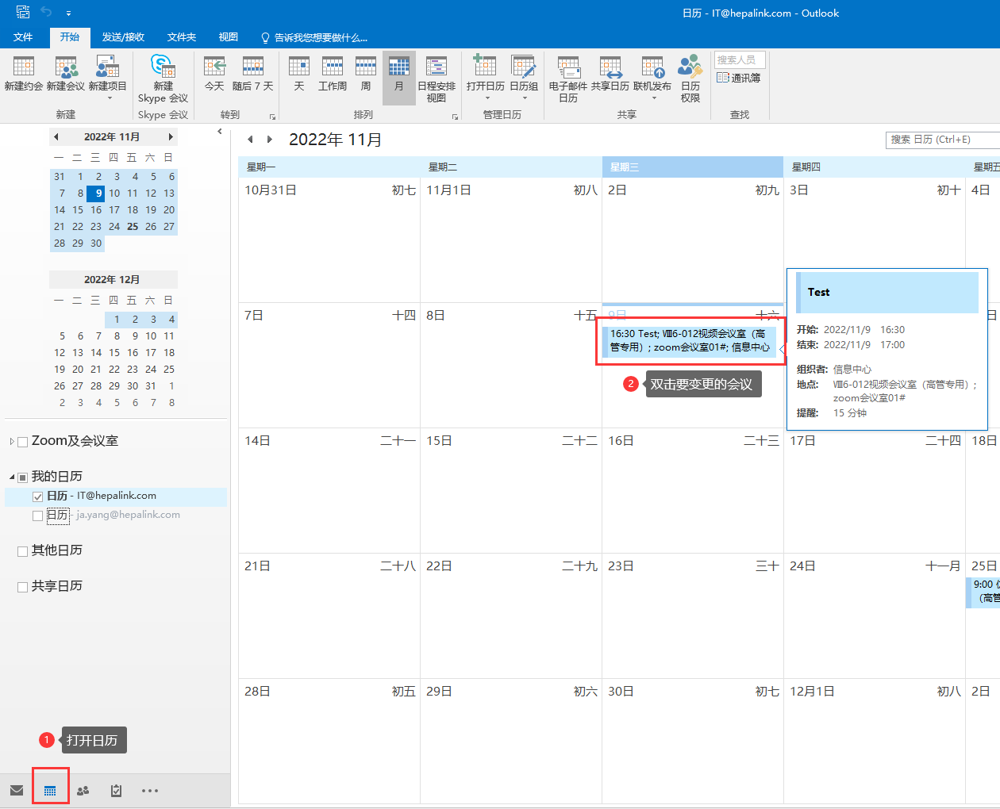 日历 - IT@hepalink.com - Outlook
文件 开始 发送/接收 文件夹 视图 告诉我您想要做什么...
新建约会 新建会议 新建项目
新建
新建
Skype 会议
Skype 会议
今天 随后 7 天
转到
天 工作周 周 月 日程安排
视图
排列
打开日历 日历组
管理日历
电子邮件
日历
共享日历 联机发布 日历
权限
共享
搜索人员
通讯簿
查找
2022年 11月
一 二 三 四 五 六 日
31 1 2 3 4 5 6
7 8 9 10 11 12 13
14 15 16 17 18 19 20
21 22 23 24 25 26 27
28 29 30
2022年 12月
一 二 三 四 五 六 日
1 2 3 4
5 6 7 8 9 10 11
12 13 14 15 16 17 18
19 20 21 22 23 24 25
26 27 28 29 30 31 1
2 3 4 5 6 7 8
Zoom及会议室
我的日历
日历 - IT@hepalink.com
日历 - ja.yang@hepalink.com
其他日历
共享日历
1 打开日历
2022年 11月
搜索 日历 (Ctrl+E)
星期一 星期二 星期三 星期四 星期五
10月31日 初七 11月1日 初八 2日 初九 3日 初十 4日
7日 十四 8日 十五 9日 十六
16:30 Test; Ⅷ6-012视频会议室（高
管专用）; zoom会议室01#; 信息中心
2 双击要变更的会议
Test
开始: 2022/11/9 16:30
结束: 2022/11/9 17:00
组织者: 信息中心
地点: Ⅷ6-012视频会议室（高管专用）;
zoom会议室01#
提醒: 15 分钟
14日 二十一 15日 二十二 16日 二十三 17日 二十四 18日
21日 二十八 22日 二十九 23日 三十 24日 十一月 25日
9:00
（高管
28日 初五 29日 初六 30日 初七 12月1日 初八 2日